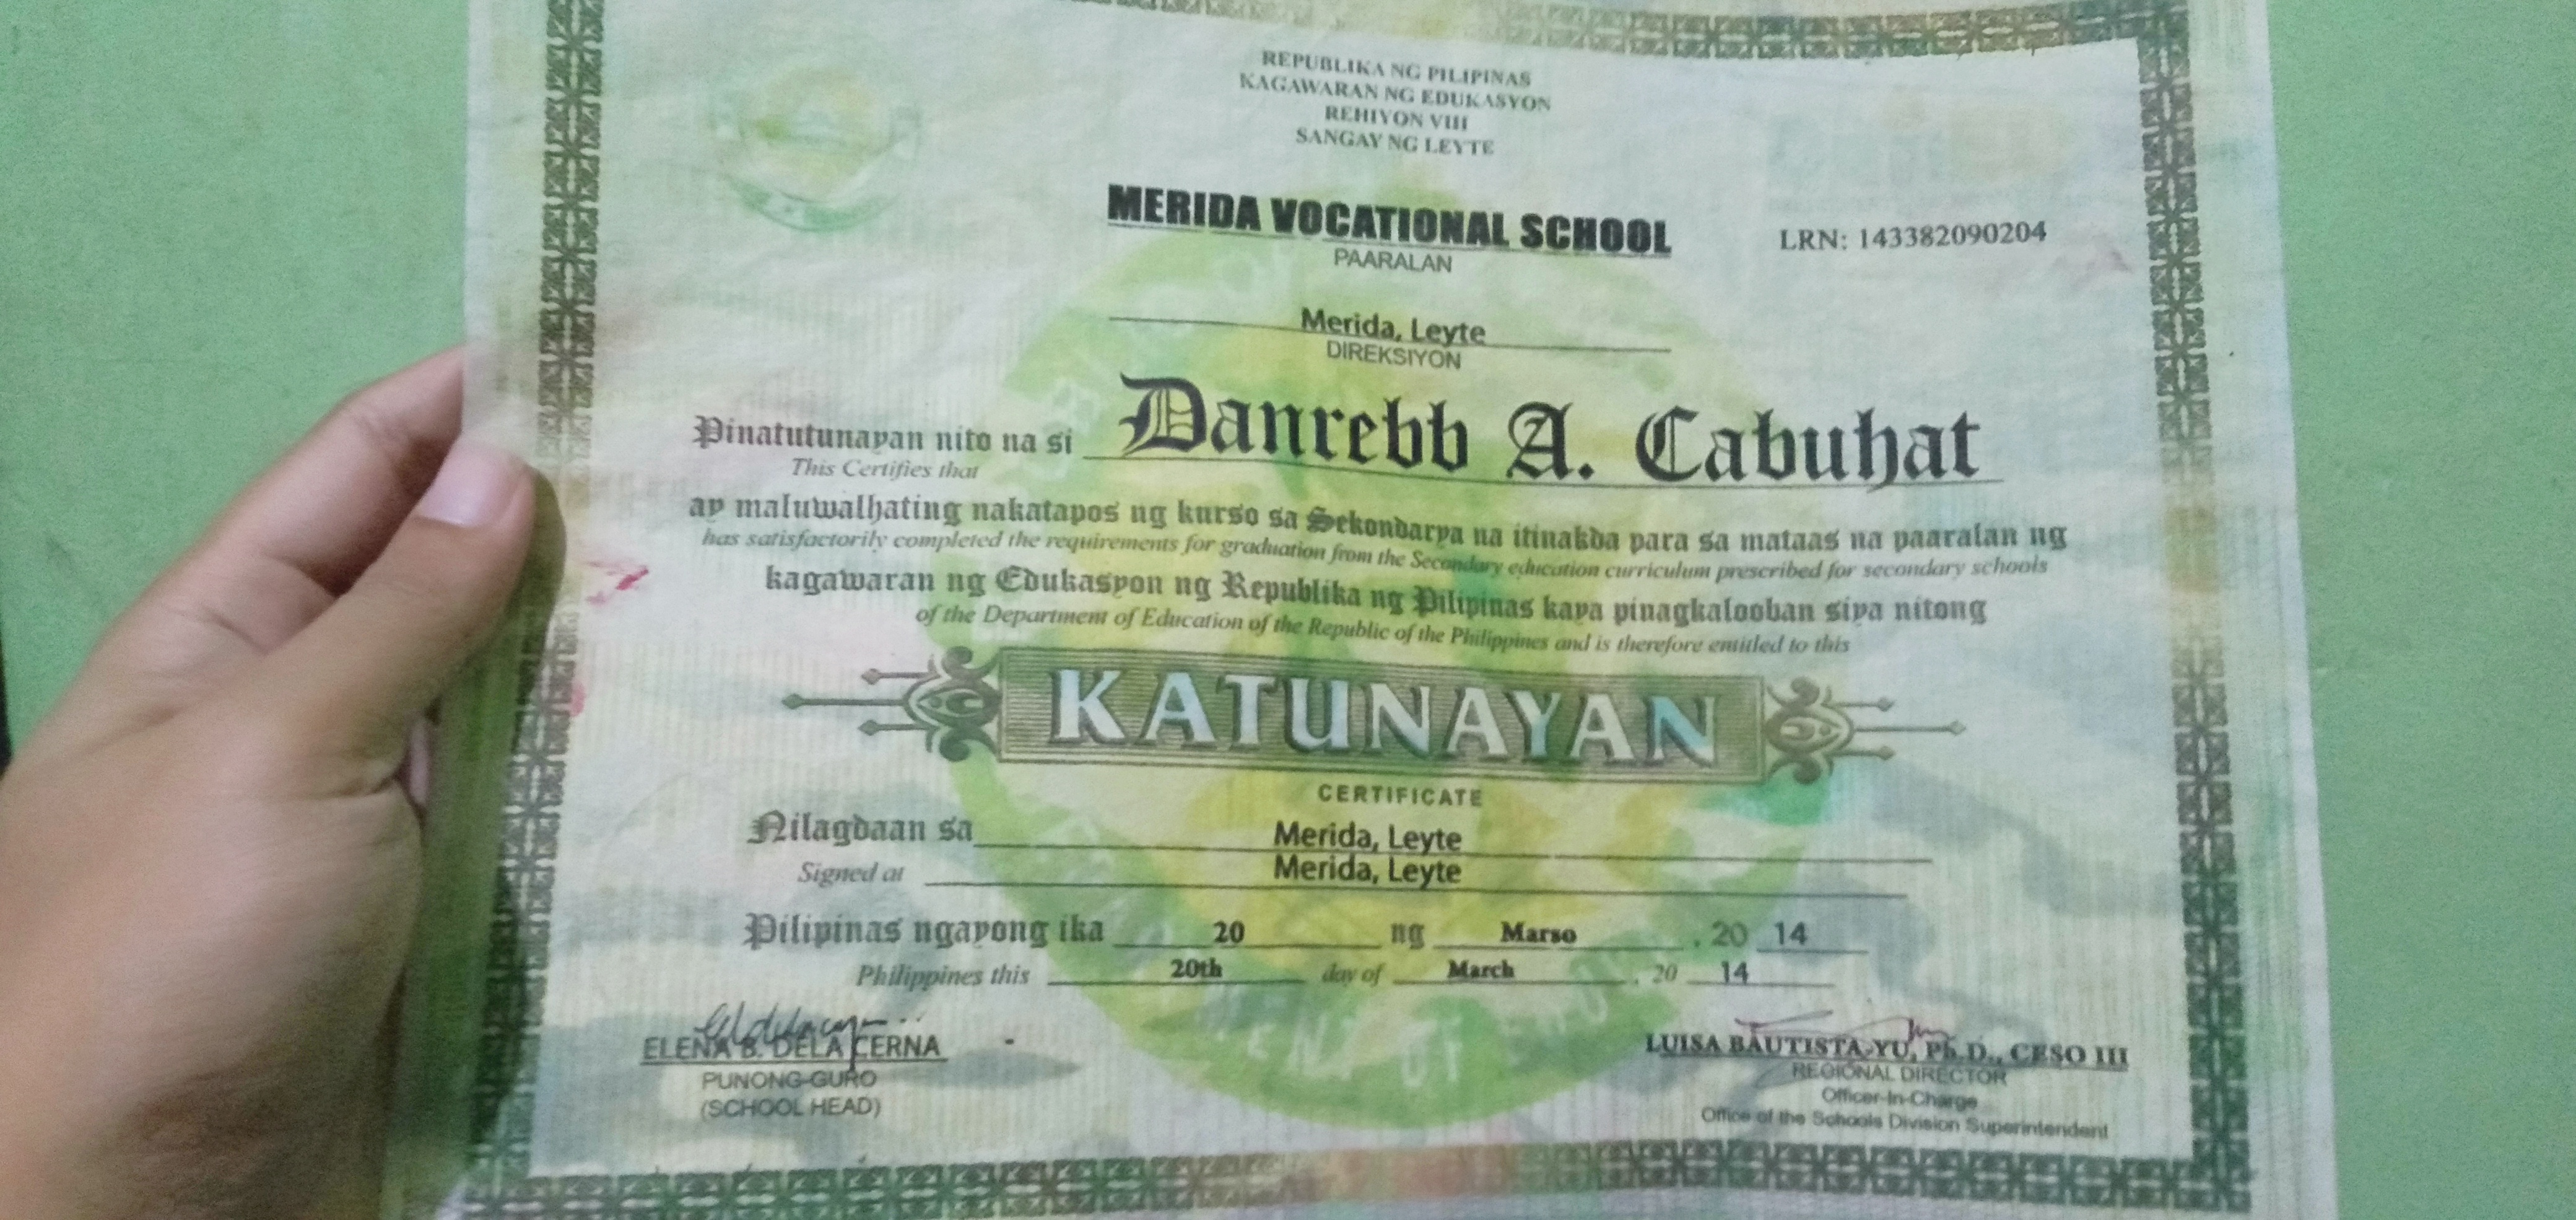 REPUBLIKA NG PILIPINAS
KAGAWARAN NG EDUKASYON
REHIYON VIII
SANGAY NG LEYTE
MERIDA VOCATIONAL SCHOOL
PAARALAN
LRN: 143382090204
Merida, Leyte
DIREKSIYON
Pinatutunayan nito na si Danrebb A. Cabuhat
This Certifies that
ay maluwalhating nakatapos ng kurso sa Sekondarya na itinakda para sa mataas na paaralan ng
has satisfactorily completed the requirements for graduation from the Secondary education curriculum prescribed for secondary schools
kagawaran ng Edukasyon ng Republika ng Pilipinas kaya pinagkalooban siya nitong
of the Department of Education of the Republic of the Philippines and is therefore entitled to this
KATUNAYAN
CERTIFICATE
Nilagdaan sa Merida, Leyte
Signed at Merida, Leyte
Pilipinas ngayong ika 20 ng Marso , 20 14
Philippines this 20th day of March , 20 14
ELENA B. DELA CERNA
PUNONG-GURO
(SCHOOL HEAD)
LUISA BAUTISTA-YU, Ph.D., CESO III
REGIONAL DIRECTOR
Officer-In-Charge
Office of the Schools Division Superintendent